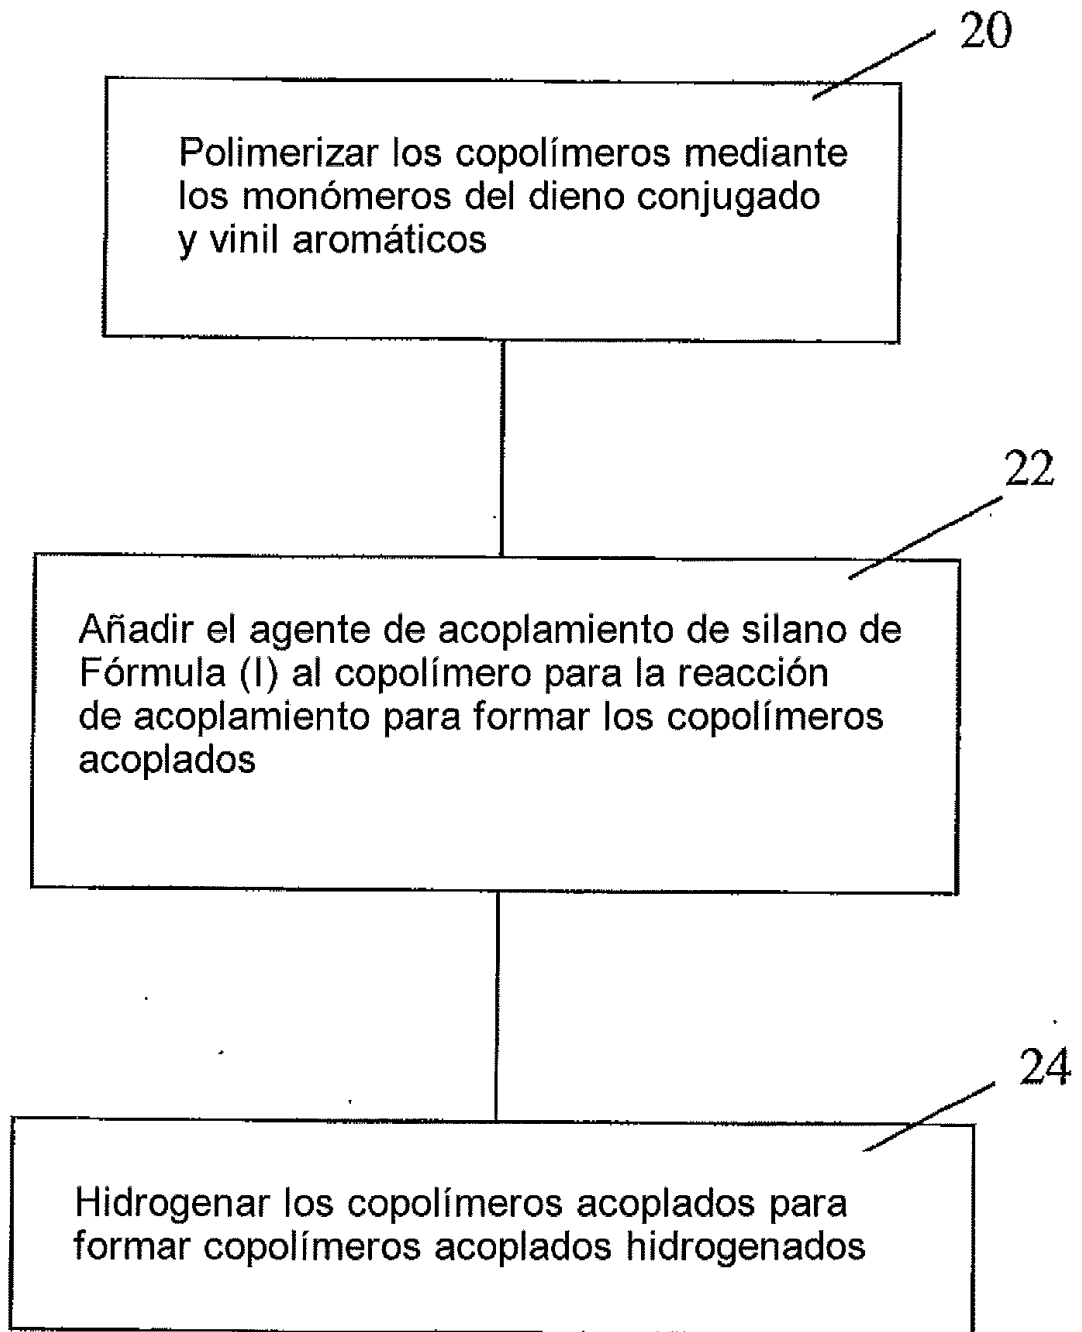 20
Polimerizar los copolímeros mediante
los monómeros del dieno conjugado
y vinil aromáticos
22
Añadir el agente de acoplamiento de silano de
Fórmula (I) al copolímero para la reacción
de acoplamiento para formar los copolímeros
acoplados
24
Hidrogenar los copolímeros acoplados para
formar copolímeros acoplados hidrogenados